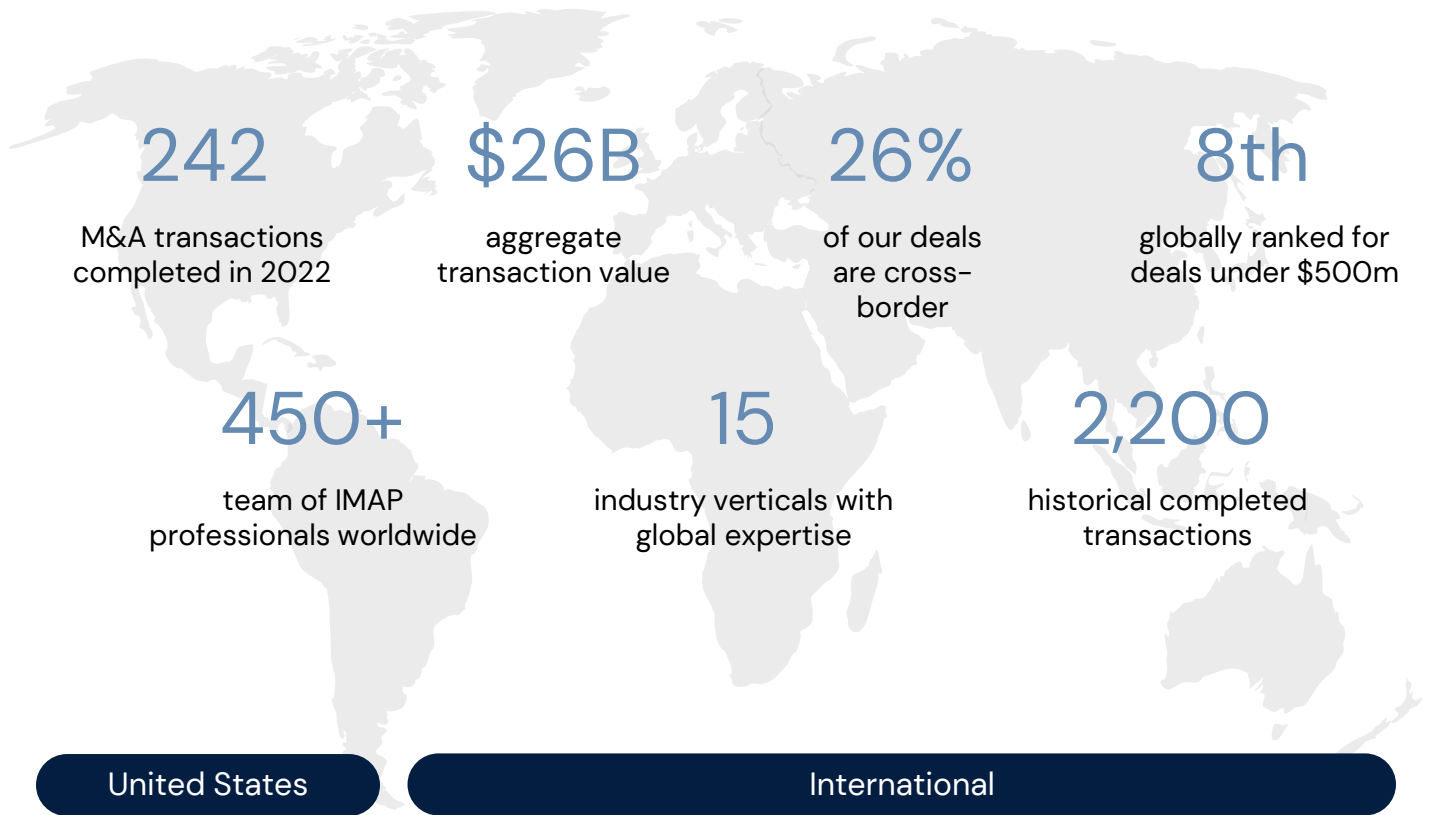 242
M&A transactions
completed in 2022
$26B
aggregate
transaction value
26%
of our deals
are cross-
border
8th
globally ranked for
deals under $500m
450+
team of IMAP
professionals worldwide
15
industry verticals with
global expertise
2,200
historical completed
transactions
United States
International